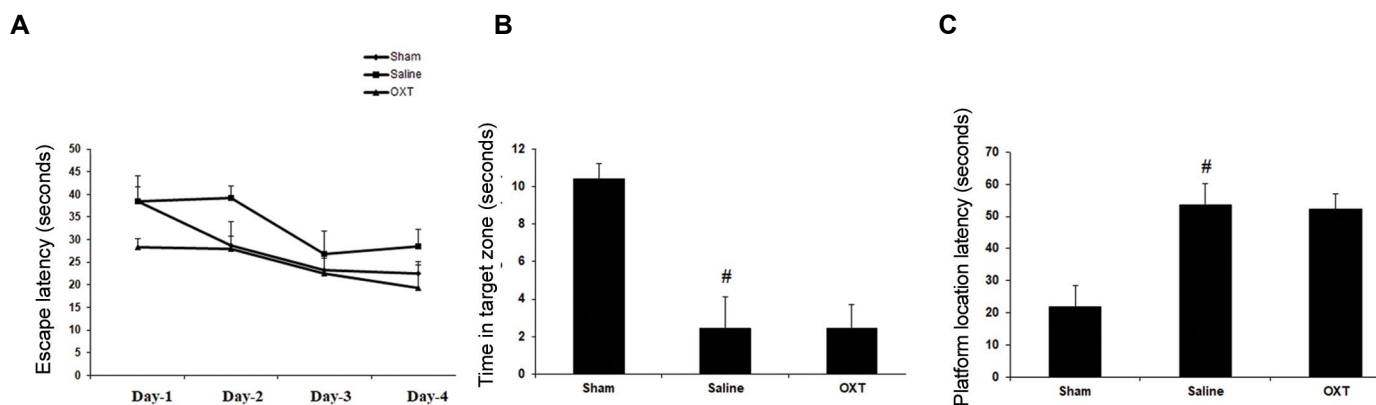 A
Sham
Saline
OXT
Escape latency (seconds)
50
45
40
35
30
25
20
15
10
5
0
Day-1 Day-2 Day-3 Day-4
B
Time in target zone (seconds)
12
10
8
6
4
2
0
#
Sham Saline OXT
C
Platform location latency (seconds)
70
60
50
40
30
20
10
0
#
Sham Saline OXT